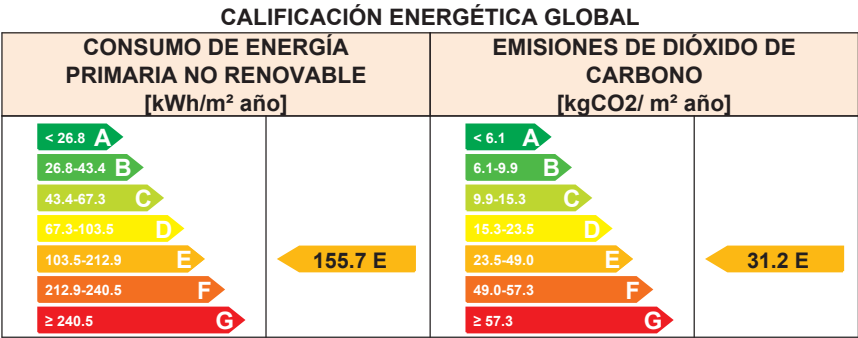 CALIFICACIÓN ENERGÉTICA GLOBAL
CONSUMO DE ENERGÍA
PRIMARIA NO RENOVABLE
[kWh/m² año]
EMISIONES DE DIÓXIDO DE
CARBONO
[kgCO2/ m² año]
< 26.8 A
26.8-43.4 B
43.4-67.3 C
67.3-103.5 D
103.5-212.9 E
212.9-240.5 F
≥ 240.5 G
155.7 E
< 6.1 A
6.1-9.9 B
9.9-15.3 C
15.3-23.5 D
23.5-49.0 E
49.0-57.3 F
≥ 57.3 G
31.2 E